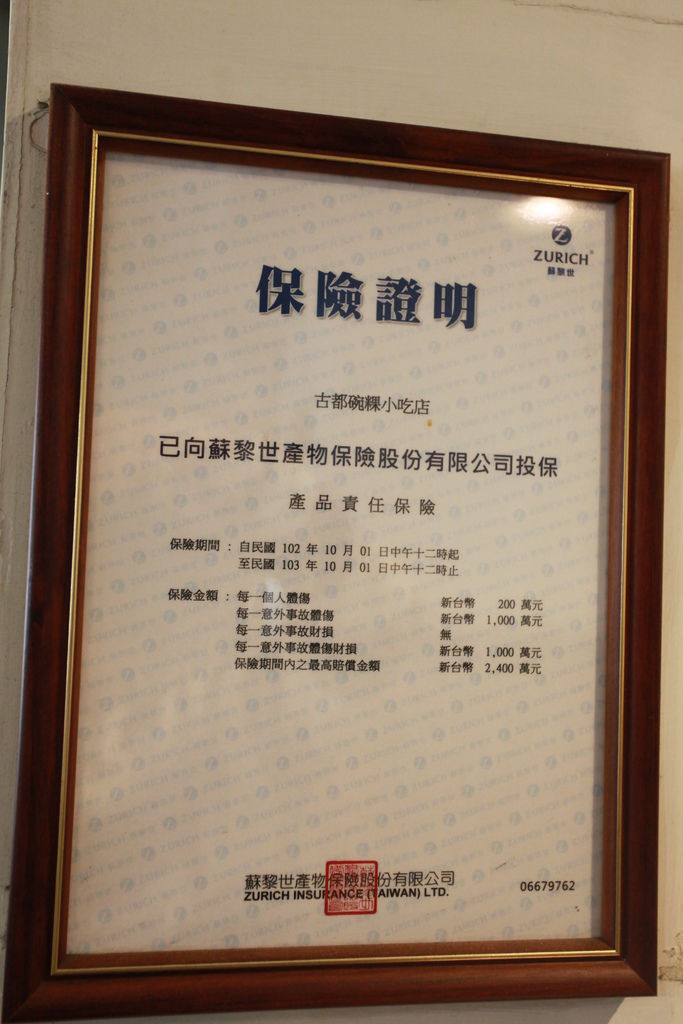 ZURICH®
蘇黎世
保險證明
古都碗粿小吃店
已向蘇黎世產物保險股份有限公司投保
產品責任保險
保險期間：自民國 102 年 10 月 01 日中午十二時起
至民國 103 年 10 月 01 日中午十二時止
保險金額：每一個人體傷 新台幣 200 萬元
每一意外事故體傷 新台幣 1,000 萬元
每一意外事故財損 無
每一意外事故體傷財損 新台幣 1,000 萬元
保險期間內之最高賠償金額 新台幣 2,400 萬元
蘇黎世產物保險股份有限公司
ZURICH INSURANCE (TAIWAN) LTD.
06679762